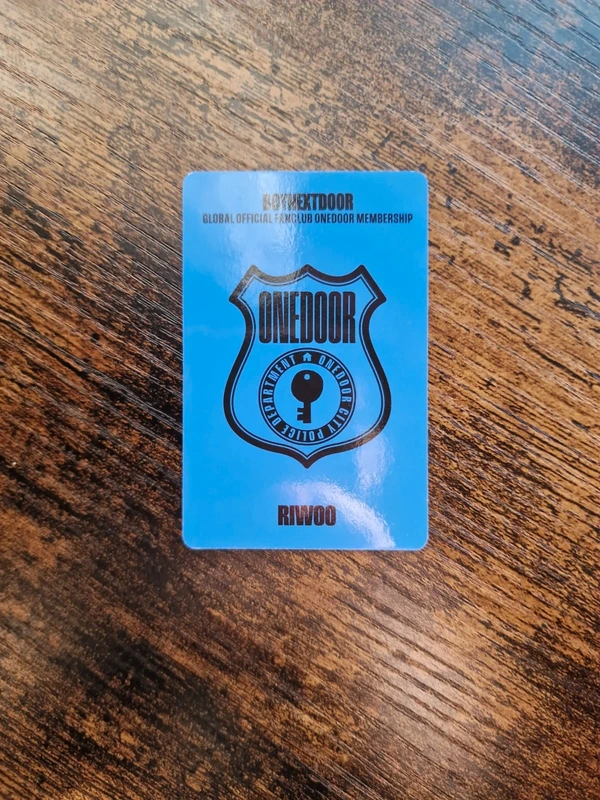 BOYNEXTDOOR
GLOBAL OFFICIAL FANCLUB ONEDOOR MEMBERSHIP
ONEDOOR
ONEDOOR CITY POLICE DEPARTMENT
RIWOO